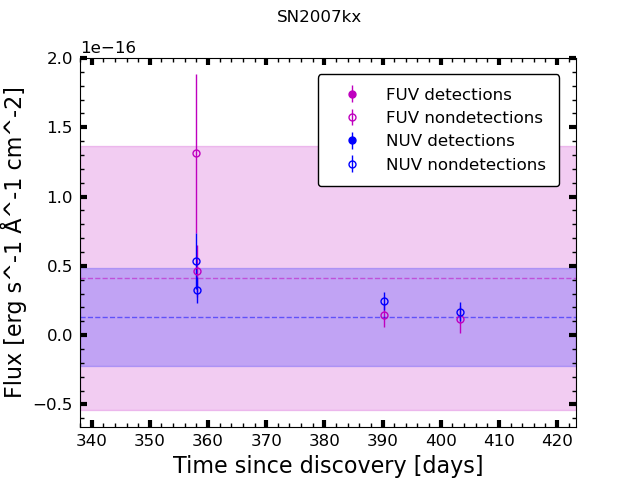 SN2007kx
1e−16
2.0
1.5
1.0
0.5
0.0
−0.5
Flux [erg s^-1 Å^-1 cm^-2]
FUV detections
FUV nondetections
NUV detections
NUV nondetections
340 350 360 370 380 390 400 410 420
Time since discovery [days]